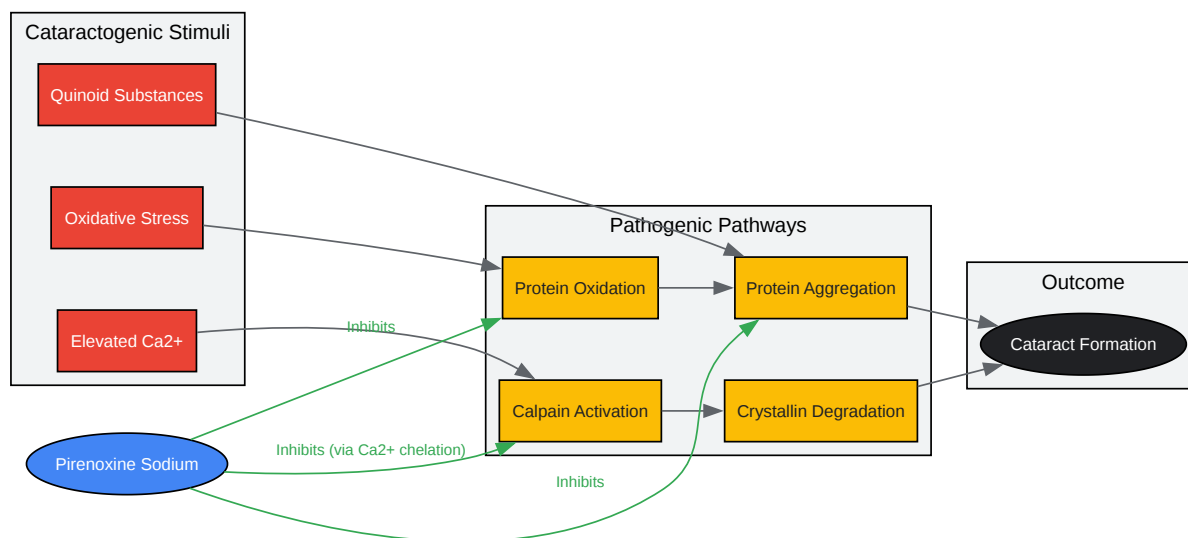 Cataractogenic Stimuli
Quinoid Substances
Oxidative Stress
Elevated Ca2+
Pirenoxine Sodium
Inhibits
Inhibits (via Ca2+ chelation)
Inhibits
Pathogenic Pathways
Protein Oxidation
Protein Aggregation
Calpain Activation
Crystallin Degradation
Outcome
Cataract Formation